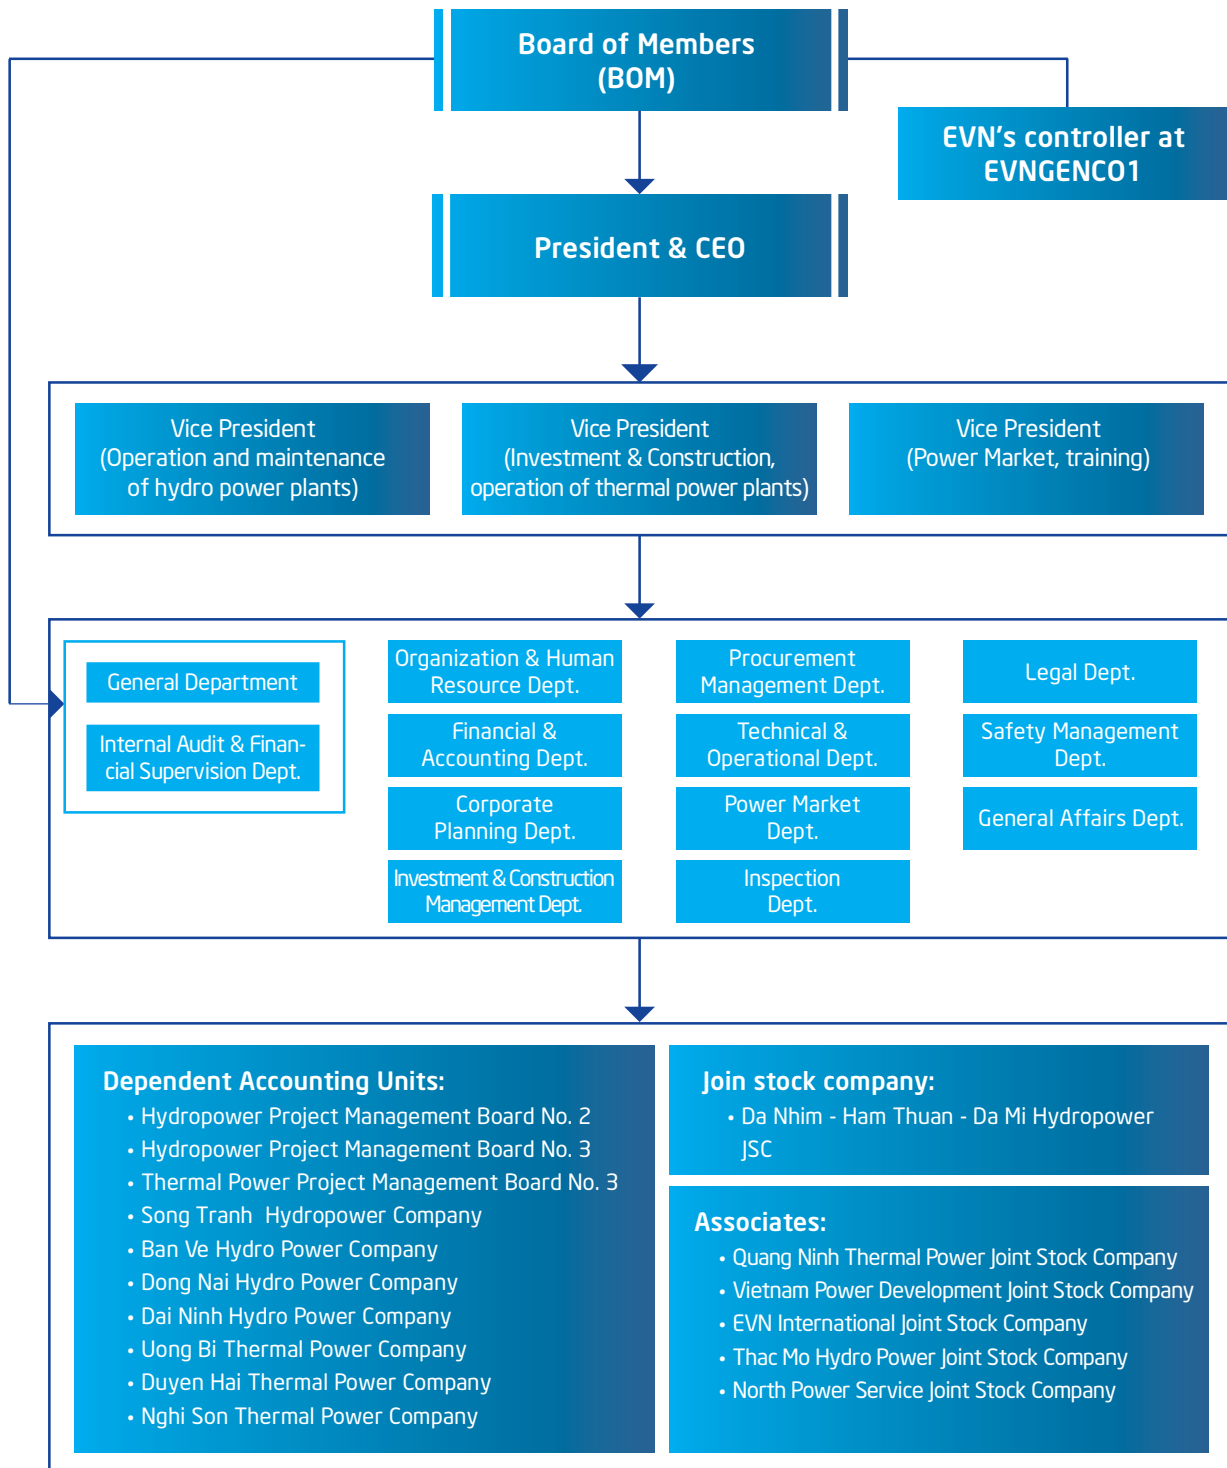 Board of Members
(BOM)
EVN's controller at
EVNGENCO1
President & CEO
Vice President
(Operation and maintenance
of hydro power plants)
Vice President
(Investment & Construction,
operation of thermal power plants)
Vice President
(Power Market, training)
General Department
Internal Audit & Finan-
cial Supervision Dept.
Organization & Human
Resource Dept.
Financial &
Accounting Dept.
Corporate
Planning Dept.
Investment & Construction
Management Dept.
Procurement
Management Dept.
Technical &
Operational Dept.
Power Market
Dept.
Inspection
Dept.
Legal Dept.
Safety Management
Dept.
General Affairs Dept.
Dependent Accounting Units:
• Hydropower Project Management Board No. 2
• Hydropower Project Management Board No. 3
• Thermal Power Project Management Board No. 3
• Song Tranh Hydropower Company
• Ban Ve Hydro Power Company
• Dong Nai Hydro Power Company
• Dai Ninh Hydro Power Company
• Uong Bi Thermal Power Company
• Duyen Hai Thermal Power Company
• Nghi Son Thermal Power Company
Join stock company:
• Da Nhim - Ham Thuan - Da Mi Hydropower
JSC
Associates:
• Quang Ninh Thermal Power Joint Stock Company
• Vietnam Power Development Joint Stock Company
• EVN International Joint Stock Company
• Thac Mo Hydro Power Joint Stock Company
• North Power Service Joint Stock Company